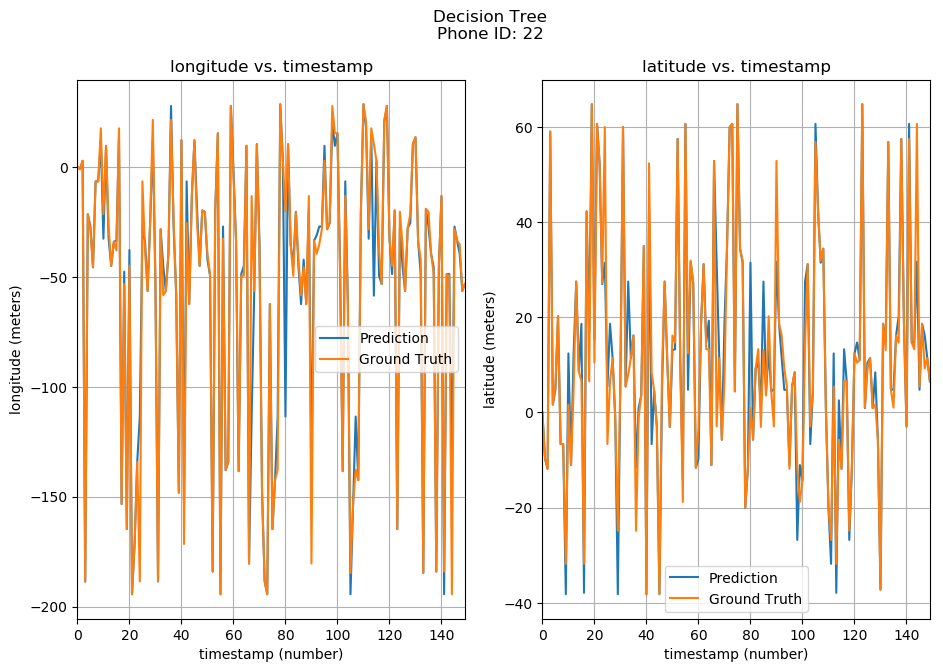 Decision Tree
Phone ID: 22
longitude vs. timestamp
latitude vs. timestamp
longitude (meters)
0
−50
−100
−150
−200
0
20
40
60
80
100
120
140
timestamp (number)
Prediction
Ground Truth
latitude (meters)
60
40
20
0
−20
−40
0
20
40
60
80
100
120
140
timestamp (number)
Prediction
Ground Truth